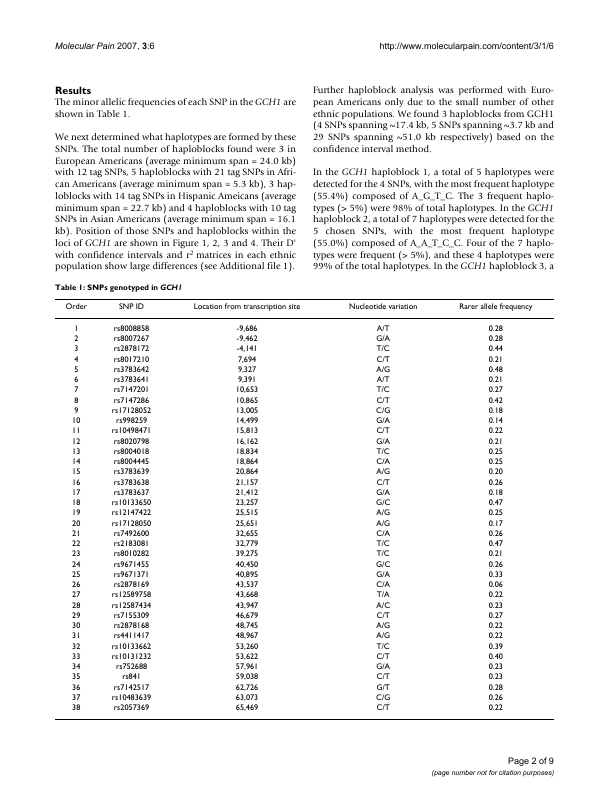 Molecular Pain 2007, 3:6
http://www.molecularpain.com/content/3/1/6
Results
The minor allelic frequencies of each SNP in the GCH1 are
shown in Table 1.
We next determined what haplotypes are formed by these
SNPs. The total number of haploblocks found were 3 in
European Americans (average minimum span = 24.0 kb)
with 12 tag SNPs, 5 haploblocks with 21 tag SNPs in Afri-
can Americans (average minimum span = 5.3 kb), 3 hap-
loblocks with 14 tag SNPs in Hispanic Ameicans (average
minimum span = 22.7 kb) and 4 haplocks with 10 tag
SNPs in Asian Americans (average minimum span = 16.1
kb). Position of those SNPs and haploblocks within the
loci of GCH1 are shown in Figure 1, 2, 3 and 4. Their D'
with confidence intervals and r² matrices in each ethnic
population show large differences (see Additional file 1).
Further haploblock analysis was performed with Euro-
pean Americans only due to the small number of other
ethnic populations. We found 3 haploblocks from GCH1
(4 SNPs spanning ~17.4 kb, 5 SNPs spanning ~3.7 kb and
29 SNPs spanning ~51.0 kb respectively) based on the
confidence interval method.
In the GCH1 haploblock 1, a total of 5 haplotypes were
detected for the 4 SNPs, with the most frequent haplotype
(55.4%) composed of A_G_T_C. The 3 frequent haplo-
types (> 5%) were 98% of total haplotypes. In the GCH1
haploblock 2, a total of 7 haplotypes were detected for the
5 chosen SNPs, with the most frequent haplotype
(55.0%) composed of A_A_T_C_C. Four of the 7 haplo-
types were frequent (> 5%), and these 4 haplotypes were
99% of the total haplotypes. In the GCH1 haploblock 3, a
Table 1: SNPs genotyped in GCH1
Order SNP ID Location from transcription site Nucleotide variation Rarer allele frequency
1 rs8008858 -9,686 A/T 0.28
2 rs8007267 -9,462 G/A 0.28
3 rs2878172 -4,141 T/C 0.44
4 rs8017210 7,694 C/T 0.21
5 rs3783642 9,327 A/G 0.48
6 rs3783641 9,391 A/T 0.21
7 rs7147201 10,653 T/C 0.27
8 rs7147286 10,865 C/T 0.42
9 rs17128052 13,005 C/G 0.18
10 rs998259 14,499 G/A 0.14
11 rs10498471 15,813 C/T 0.22
12 rs8020798 16,162 G/A 0.21
13 rs8004018 18,834 T/C 0.25
14 rs8004445 18,864 C/A 0.25
15 rs3783639 20,864 A/G 0.20
16 rs3783638 21,157 C/T 0.26
17 rs3783637 21,412 G/A 0.18
18 rs10133650 23,257 G/C 0.47
19 rs12147422 25,515 A/G 0.25
20 rs17128050 25,651 A/G 0.17
21 rs7492600 32,655 C/A 0.26
22 rs2183081 32,779 T/C 0.47
23 rs8010282 39,275 T/C 0.21
24 rs9671455 40,450 G/C 0.26
25 rs9671371 40,895 G/A 0.33
26 rs2878169 43,537 C/A 0.06
27 rs12589758 43,668 T/A 0.22
28 rs12587434 43,947 A/C 0.23
29 rs7155309 46,679 C/T 0.27
30 rs2878168 48,745 A/G 0.22
31 rs4411417 48,967 A/G 0.22
32 rs10133662 53,260 T/C 0.39
33 rs10131232 53,622 C/T 0.40
34 rs752688 57,961 G/A 0.23
35 rs841 59,038 C/T 0.23
36 rs7142517 62,726 G/T 0.28
37 rs10483639 63,073 C/G 0.26
38 rs2057369 65,469 C/T 0.22
Page 2 of 9
(page number not for citation purposes)